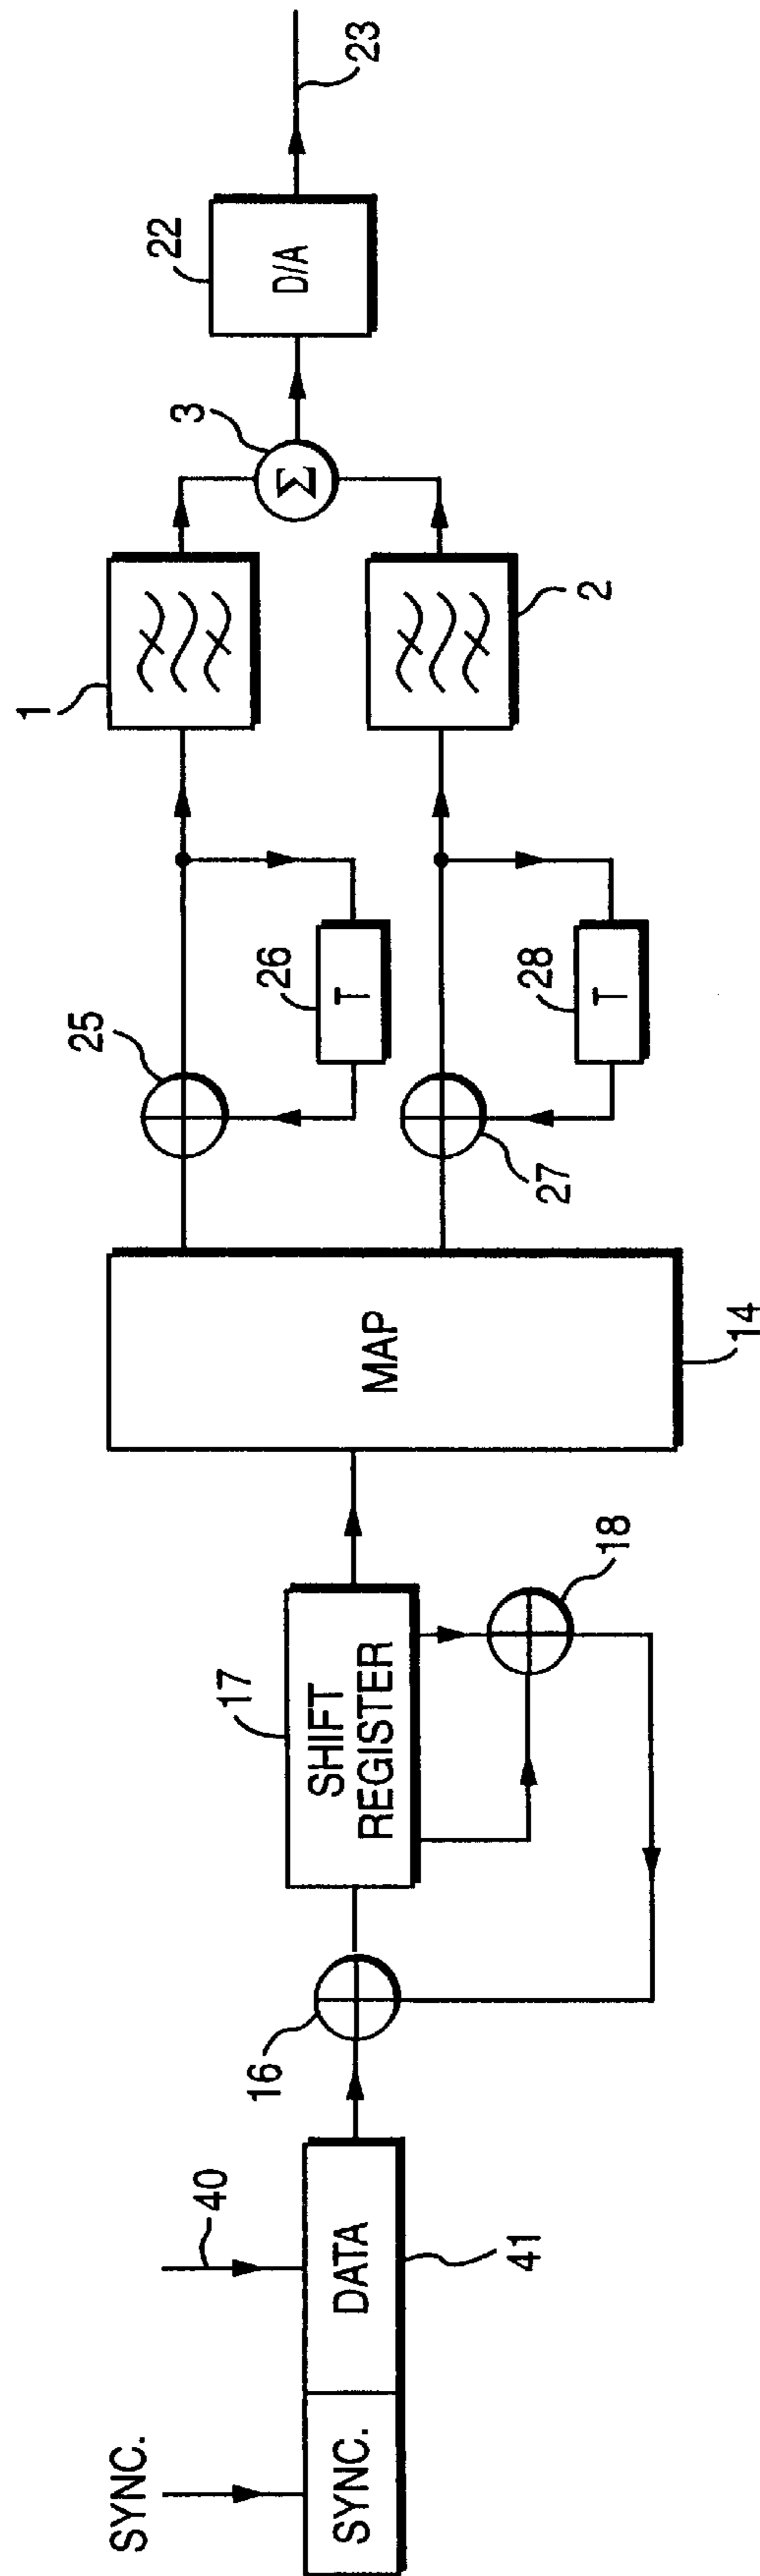 SYNC.
40
SYNC.
DATA
41
16
17
SHIFT
REGISTER
18
MAP
14
25
26
T
27
28
T
1
2
3
Σ
22
D/A
23